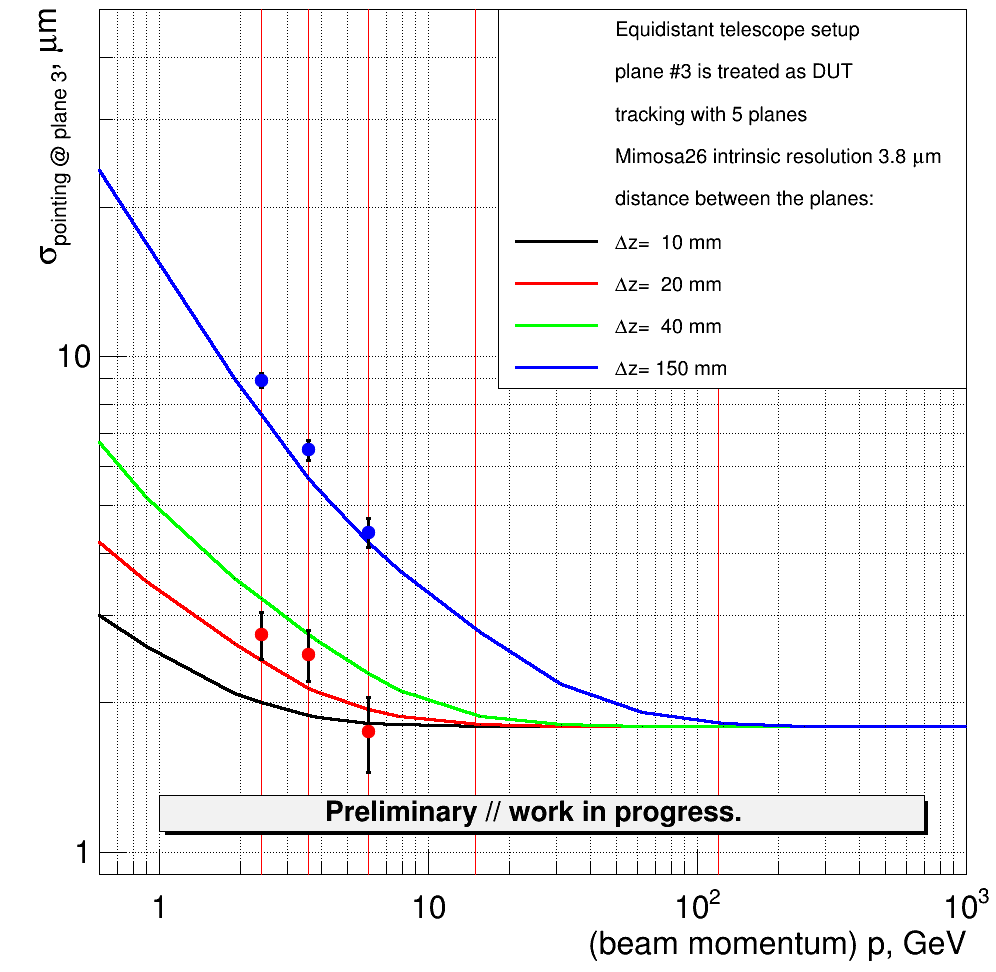 σpointing @ plane 3, μm
Equidistant telescope setup
plane #3 is treated as DUT
tracking with 5 planes
Mimosa26 intrinsic resolution 3.8 μm
distance between the planes:
Δz= 10 mm
Δz= 20 mm
Δz= 40 mm
Δz= 150 mm
10
1
Preliminary // work in progress.
1 10 10² 10³
(beam momentum) p, GeV